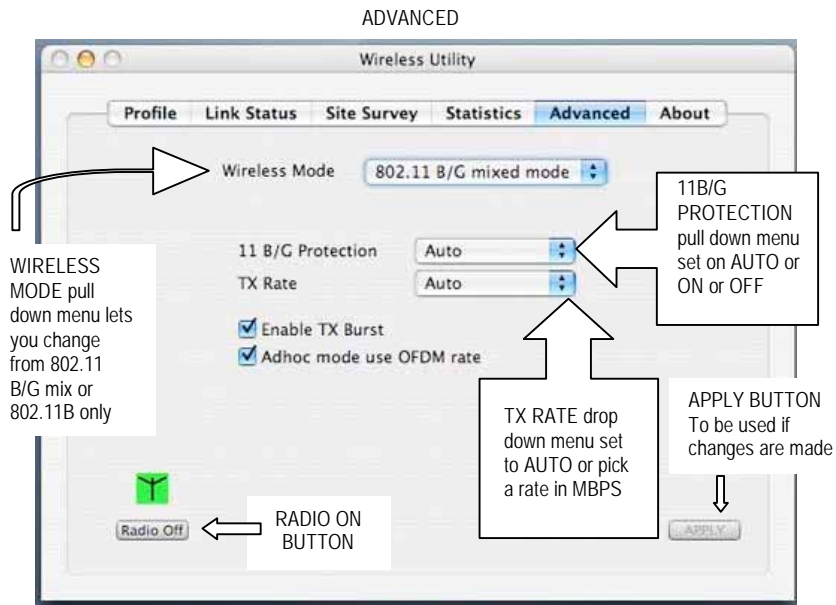 ADVANCED
Wireless Utility
Profile Link Status Site Survey Statistics Advanced About
Wireless Mode 802.11 B/G mixed mode
11B/G
PROTECTION
pull down menu
set on AUTO or
ON or OFF
11 B/G Protection Auto
TX Rate Auto
Enable TX Burst
Adhoc mode use OFDM rate
WIRELESS
MODE pull
down menu lets
you change
from 802.11
B/G mix or
802.11B only
TX RATE drop
down menu set
to AUTO or pick
a rate in MBPS
APPLY BUTTON
To be used if
changes are made
Radio Off
RADIO ON
BUTTON
APPLY